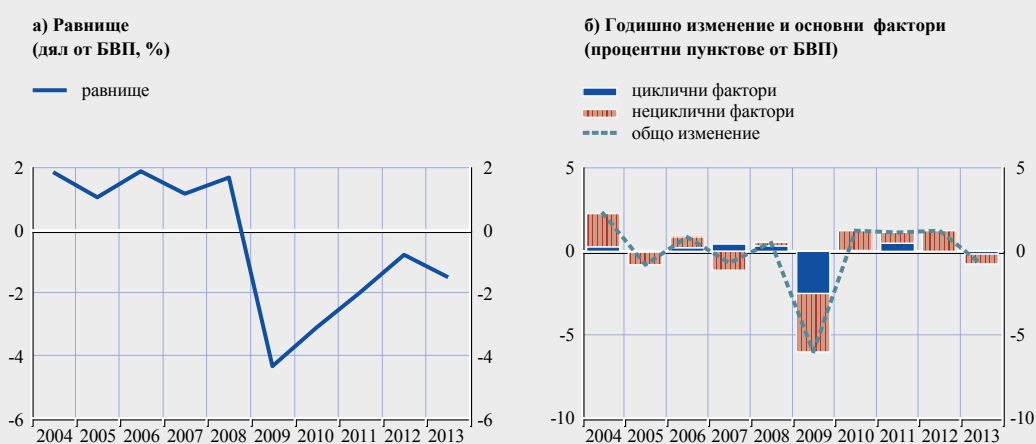 а) Равнище
(дял от БВП, %)
равнище
2
0
-2
-4
-6
2
0
-2
-4
-6
2004 2005 2006 2007 2008 2009 2010 2011 2012 2013
б) Годишно изменение и основни фактори
(процентни пунктове от БВП)
циклични фактори
нециклични фактори
общо изменение
5
0
-5
-10
5
0
-5
-10
2004 2005 2006 2007 2008 2009 2010 2011 2012 2013